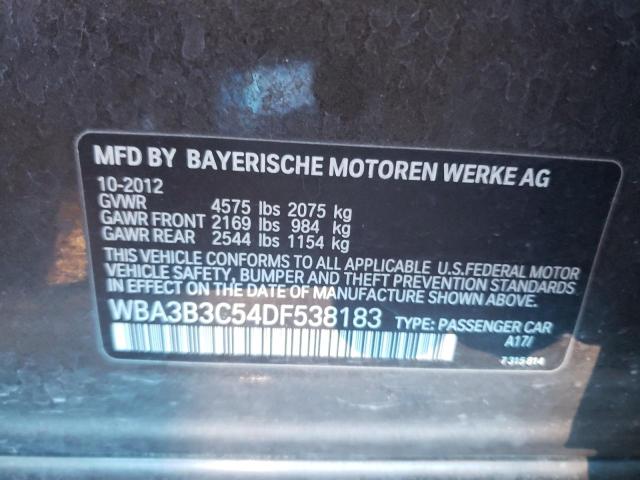 MFD BY BAYERISCHE MOTOREN WERKE AG
10-2012
GVWR 4575 lbs 2075 kg
GAWR FRONT 2169 lbs 984 kg
GAWR REAR 2544 lbs 1154 kg
THIS VEHICLE CONFORMS TO ALL APPLICABLE U.S.FEDERAL MOTOR
VEHICLE SAFETY, BUMPER AND THEFT PREVENTION STANDARDS
IN EFFECT ON THE DATE OF MANUFACTURE SHOWN ABOVE.
WBA3B3C54DF538183 TYPE: PASSENGER CAR
A17/
7315814